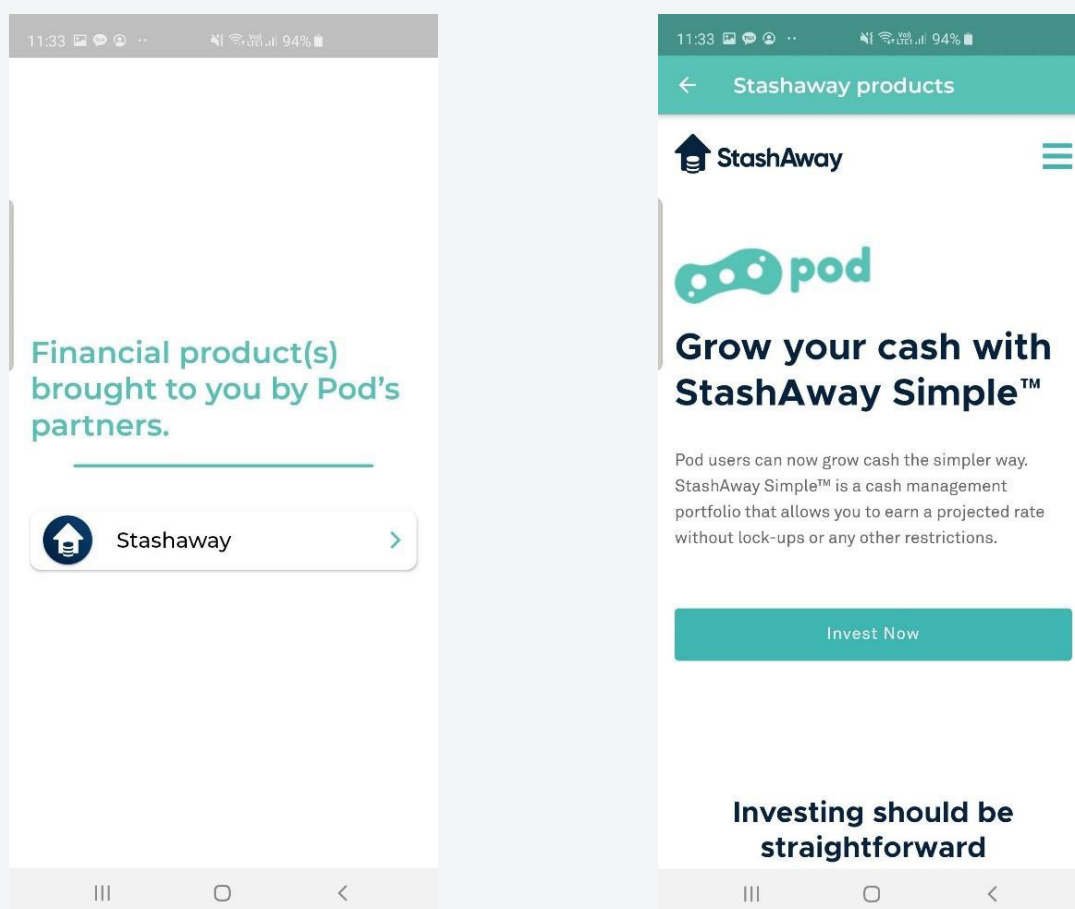 11:33
94%
Financial product(s)
brought to you by Pod's
partners.
Stashaway
11:33
94%
Stashaway products
StashAway
pod
Grow your cash with
StashAway Simple™
Pod users can now grow cash the simpler way.
StashAway Simple™ is a cash management
portfolio that allows you to earn a projected rate
without lock-ups or any other restrictions.
Invest Now
Investing should be
straightforward